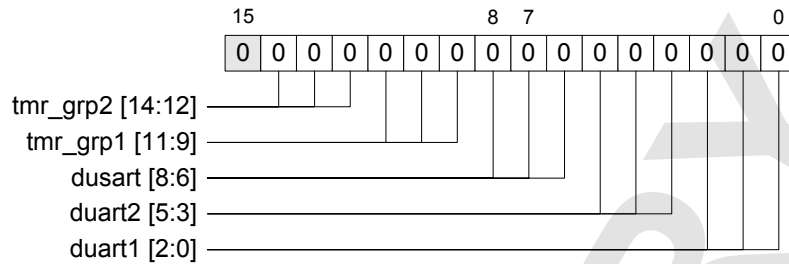 15 8 7 0
0 0 0 0 0 0 0 0 0 0 0 0 0 0 0 0
tmr_grp2 [14:12]
tmr_grp1 [11:9]
dusart [8:6]
duart2 [5:3]
duart1 [2:0]